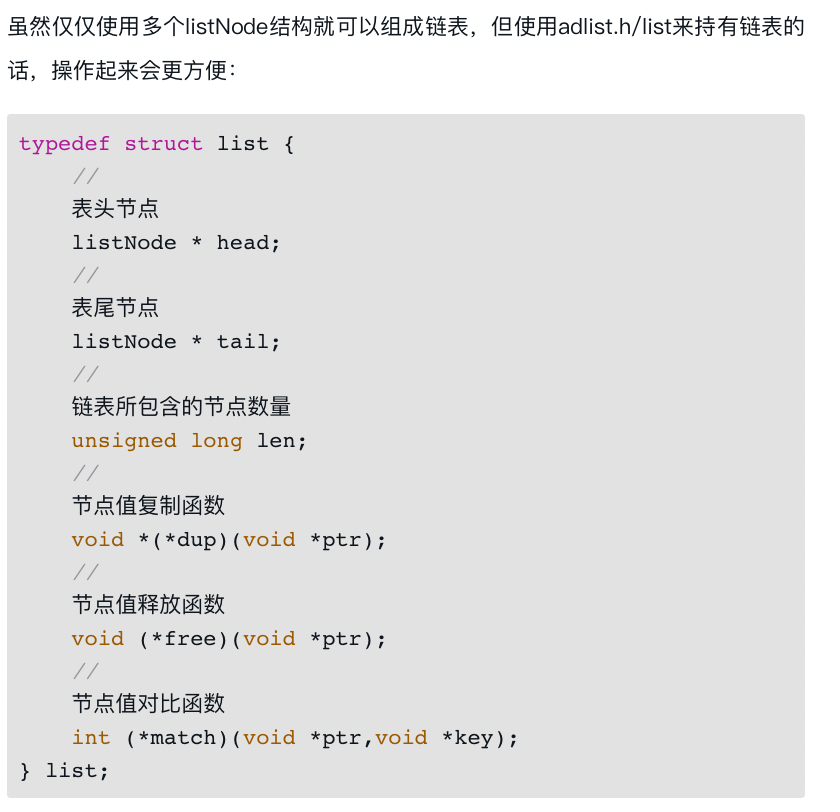 虽然仅仅使用多个listNode结构就可以组成链表，但使用adlist.h/list来持有链表的
话，操作起来会更方便：
typedef struct list {
    //
    表头节点
    listNode * head;
    //
    表尾节点
    listNode * tail;
    //
    链表所包含的节点数量
    unsigned long len;
    //
    节点值复制函数
    void *(*dup)(void *ptr);
    //
    节点值释放函数
    void (*free)(void *ptr);
    //
    节点值对比函数
    int (*match)(void *ptr,void *key);
} list;